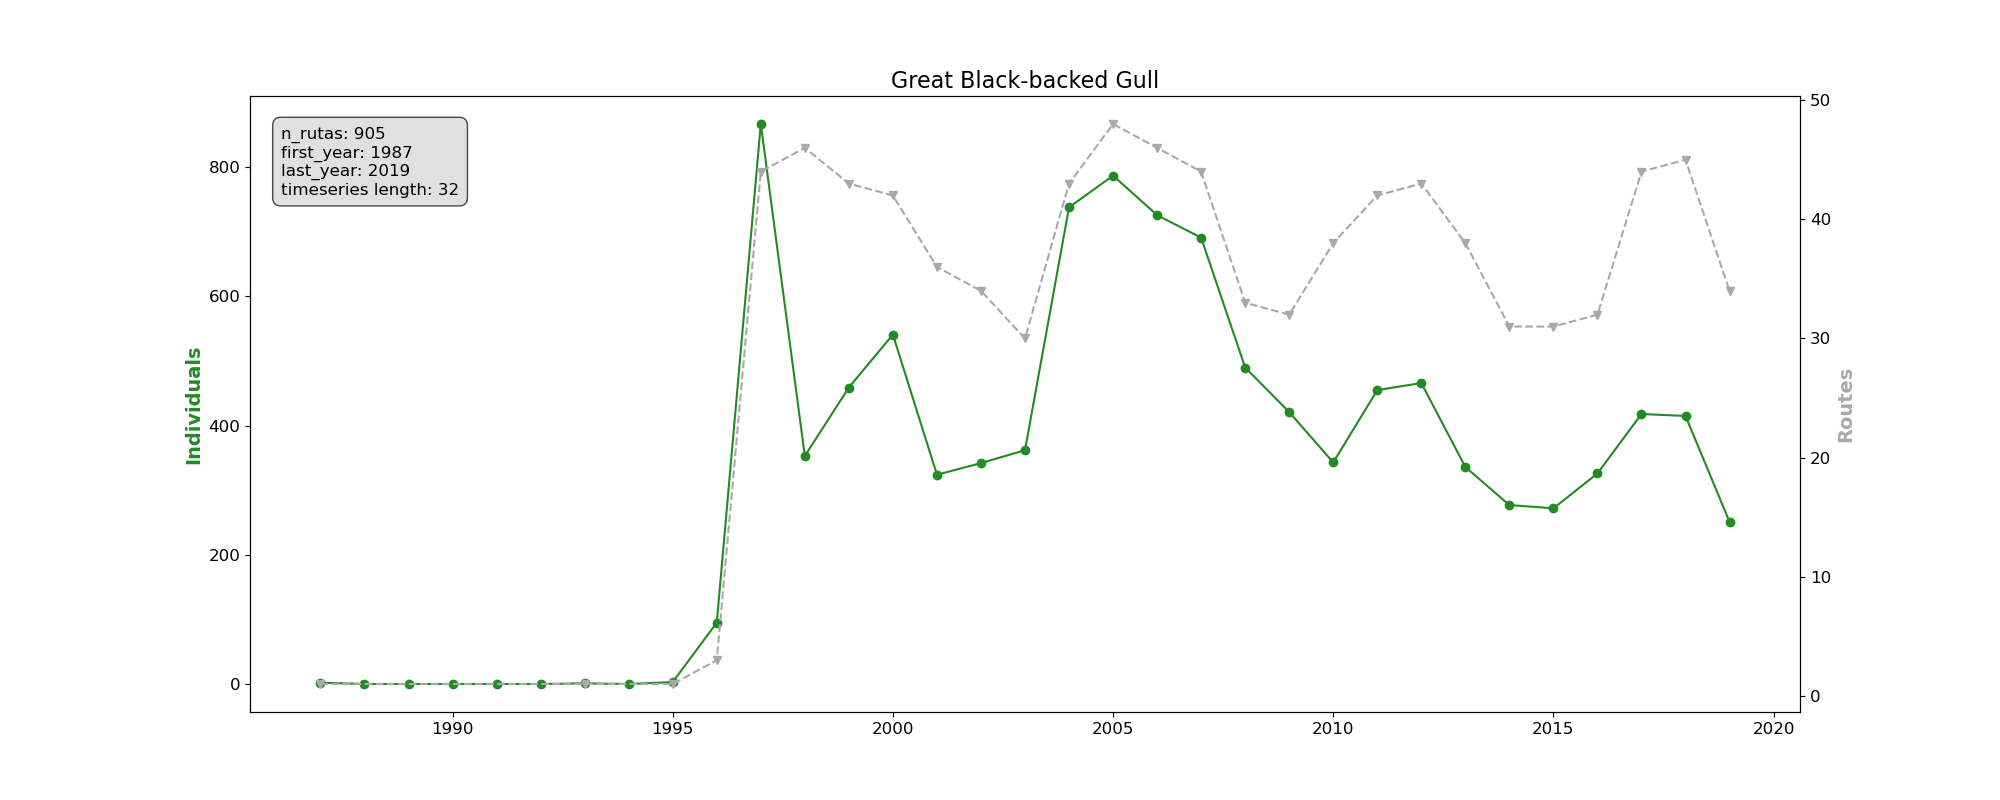 Great Black-backed Gull
n_rutas: 905
first_year: 1987
last_year: 2019
timeseries length: 32
Individuals
800
600
400
200
0
50
40
30
20
10
0
Routes
1990 1995 2000 2005 2010 2015 2020